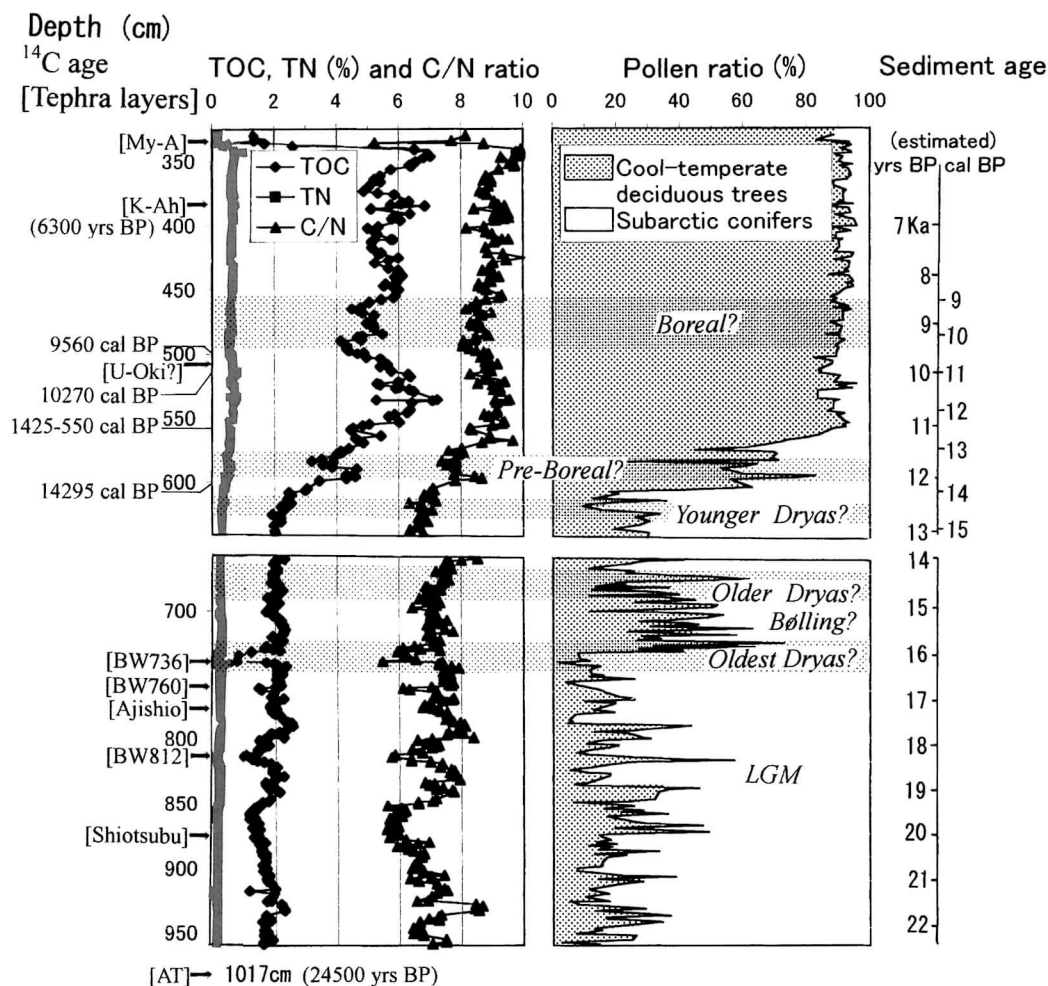 Depth (cm)
14C age
[Tephra layers]
TOC, TN (%) and C/N ratio
0 2 4 6 8 10
Pollen ratio (%)
0 20 40 60 80 100
Sediment age
(estimated)
yrs BP cal BP
[My-A]
350
[K-Ah]
(6300 yrs BP) 400
450
9560 cal BP
500
[U-Oki?]
10270 cal BP
550
1425-550 cal BP
600
14295 cal BP
TOC
TN
C/N
Cool-temperate
deciduous trees
Subarctic conifers
Boreal?
Pre-Boreal?
Younger Dryas?
7Ka
8
9
9
10
10 11
12
11
13
12
14
13 15
700
[BW736]
[BW760]
[Ajishio]
800
[BW812]
850
[Shiotsubu]
900
950
Older Dryas?
Bølling?
Oldest Dryas?
LGM
14
15
16
17
18
19
20
21
22
[AT] 1017cm (24500 yrs BP)